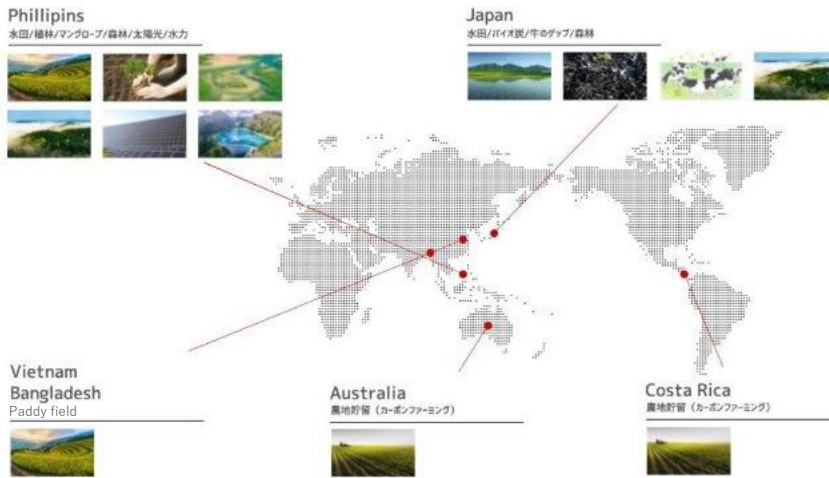 Phillipins
水田/植林/マングローブ/森林/太陽光/水力
Japan
水田/バイオ炭/牛のゲップ/森林
Vietnam
Bangladesh
Paddy field
Australia
農地貯留（カーボンファーミング）
Costa Rica
農地貯留（カーボンファーミング）